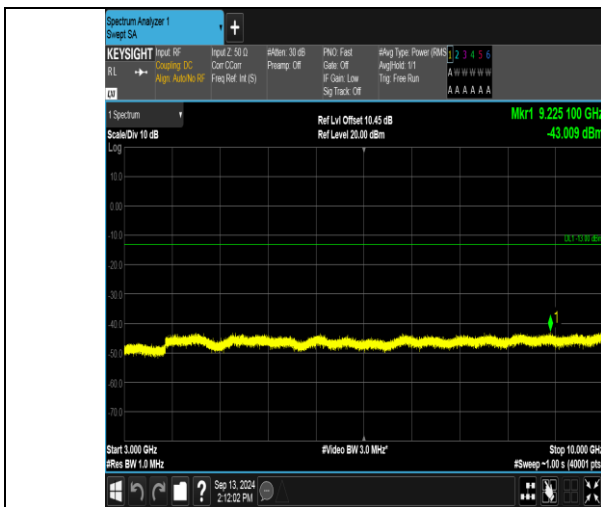 Spectrum Analyzer 1
Swept SA
+
KEYSIGHT Input: RF Input Z: 50 Ω #Atten: 30 dB PNO: Fast #Avg Type: Power (RMS 1 2 3 4 5 6
RL Coupling: DC Corr CCorr Preamp: Off Gate: Off Avg|Hold: 1/1 A W W W W W
Align: Auto/No RF Freq Ref: Int (S) IF Gain: Low Trig: Free Run
Sig Track: Off A A A A A A
1 Spectrum
Ref Lvl Offset 10.45 dB Mkr1 9.225 100 GHz
Scale/Div 10 dB Ref Level 20.00 dBm -43.009 dBm
Log
10.0
0.00
-10.0
DL1 -13.00 dBm
-20.0
-30.0
-40.0
1
-50.0
-60.0
-70.0
Start 3.000 GHz #Video BW 3.0 MHz* Stop 10.000 GHz
#Res BW 1.0 MHz #Sweep ~1.00 s (40001 pts
? Sep 13, 2024
2:12:02 PM